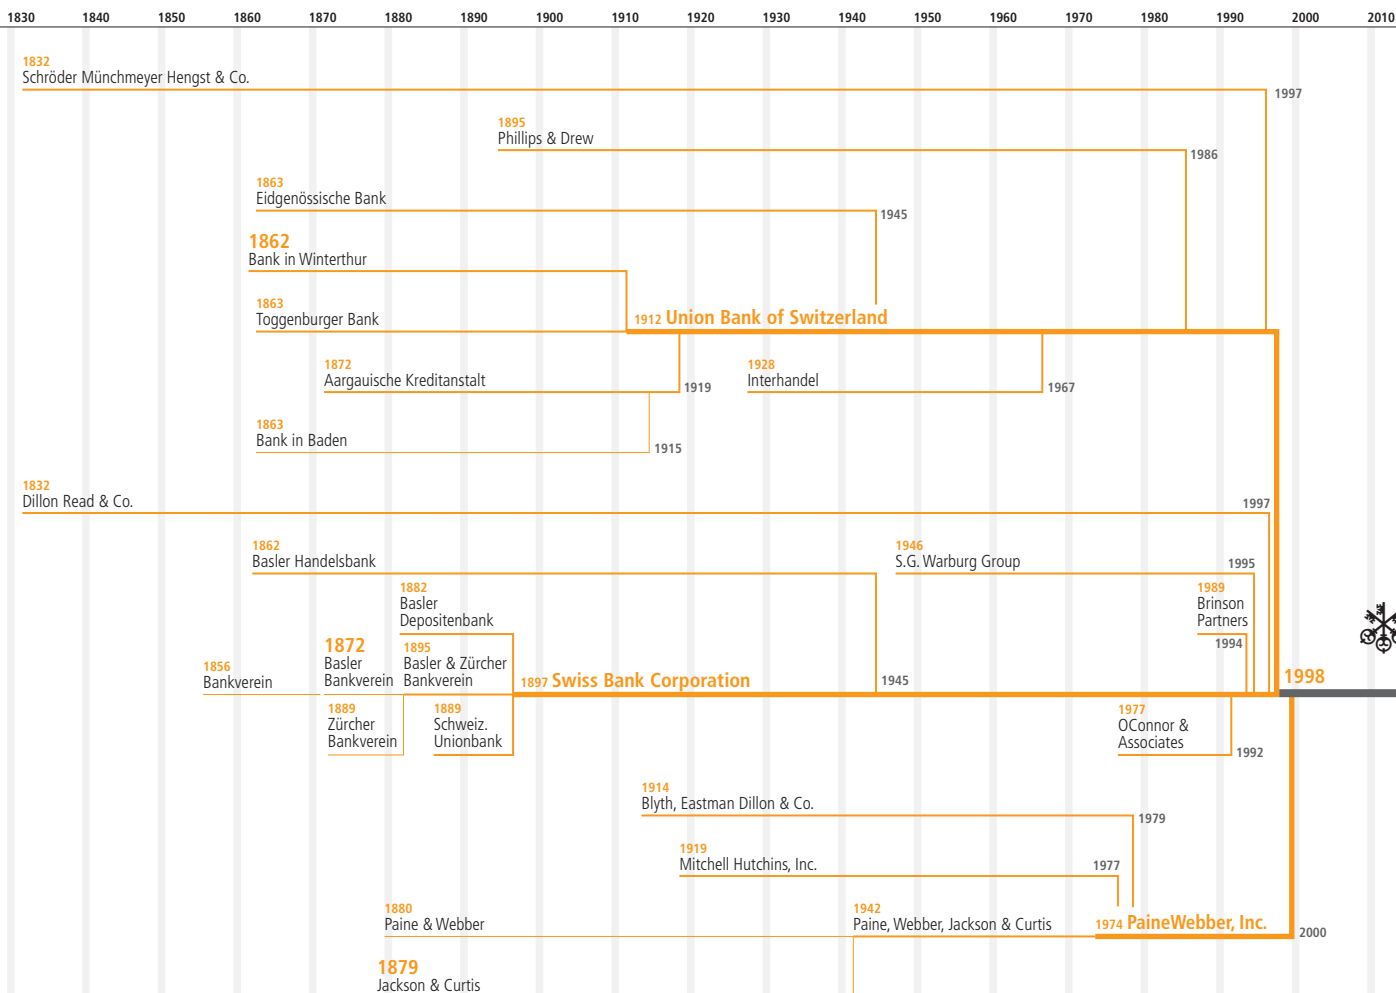 1830 1840 1850 1860 1870 1880 1890 1900 1910 1920 1930 1940 1950 1960 1970 1980 1990 2000 2010
1832
Schröder Münchmeyer Hengst & Co.
1997
1895
Phillips & Drew
1986
1863
Eidgenössische Bank
1945
1862
Bank in Winterthur
1863
Toggenburger Bank
1912 Union Bank of Switzerland
1872
Aargauische Kreditanstalt
1919
1928
Interhandel
1967
1863
Bank in Baden
1915
1832
Dillon Read & Co.
1997
1862
Basler Handelsbank
1946
S.G. Warburg Group
1995
1882
Basler
Depositenbank
1989
Brinson
Partners
1994
1856
Bankverein
1872
Basler
Bankverein
1895
Basler & Zürcher
Bankverein
1897 Swiss Bank Corporation
1945
1998
1889
Zürcher
Bankverein
1889
Schweiz.
Unionbank
1977
OConnor &
Associates
1992
1914
Blyth, Eastman Dillon & Co.
1979
1919
Mitchell Hutchins, Inc.
1977
1880
Paine & Webber
1942
Paine, Webber, Jackson & Curtis
1974 PaineWebber, Inc.
2000
1879
Jackson & Curtis